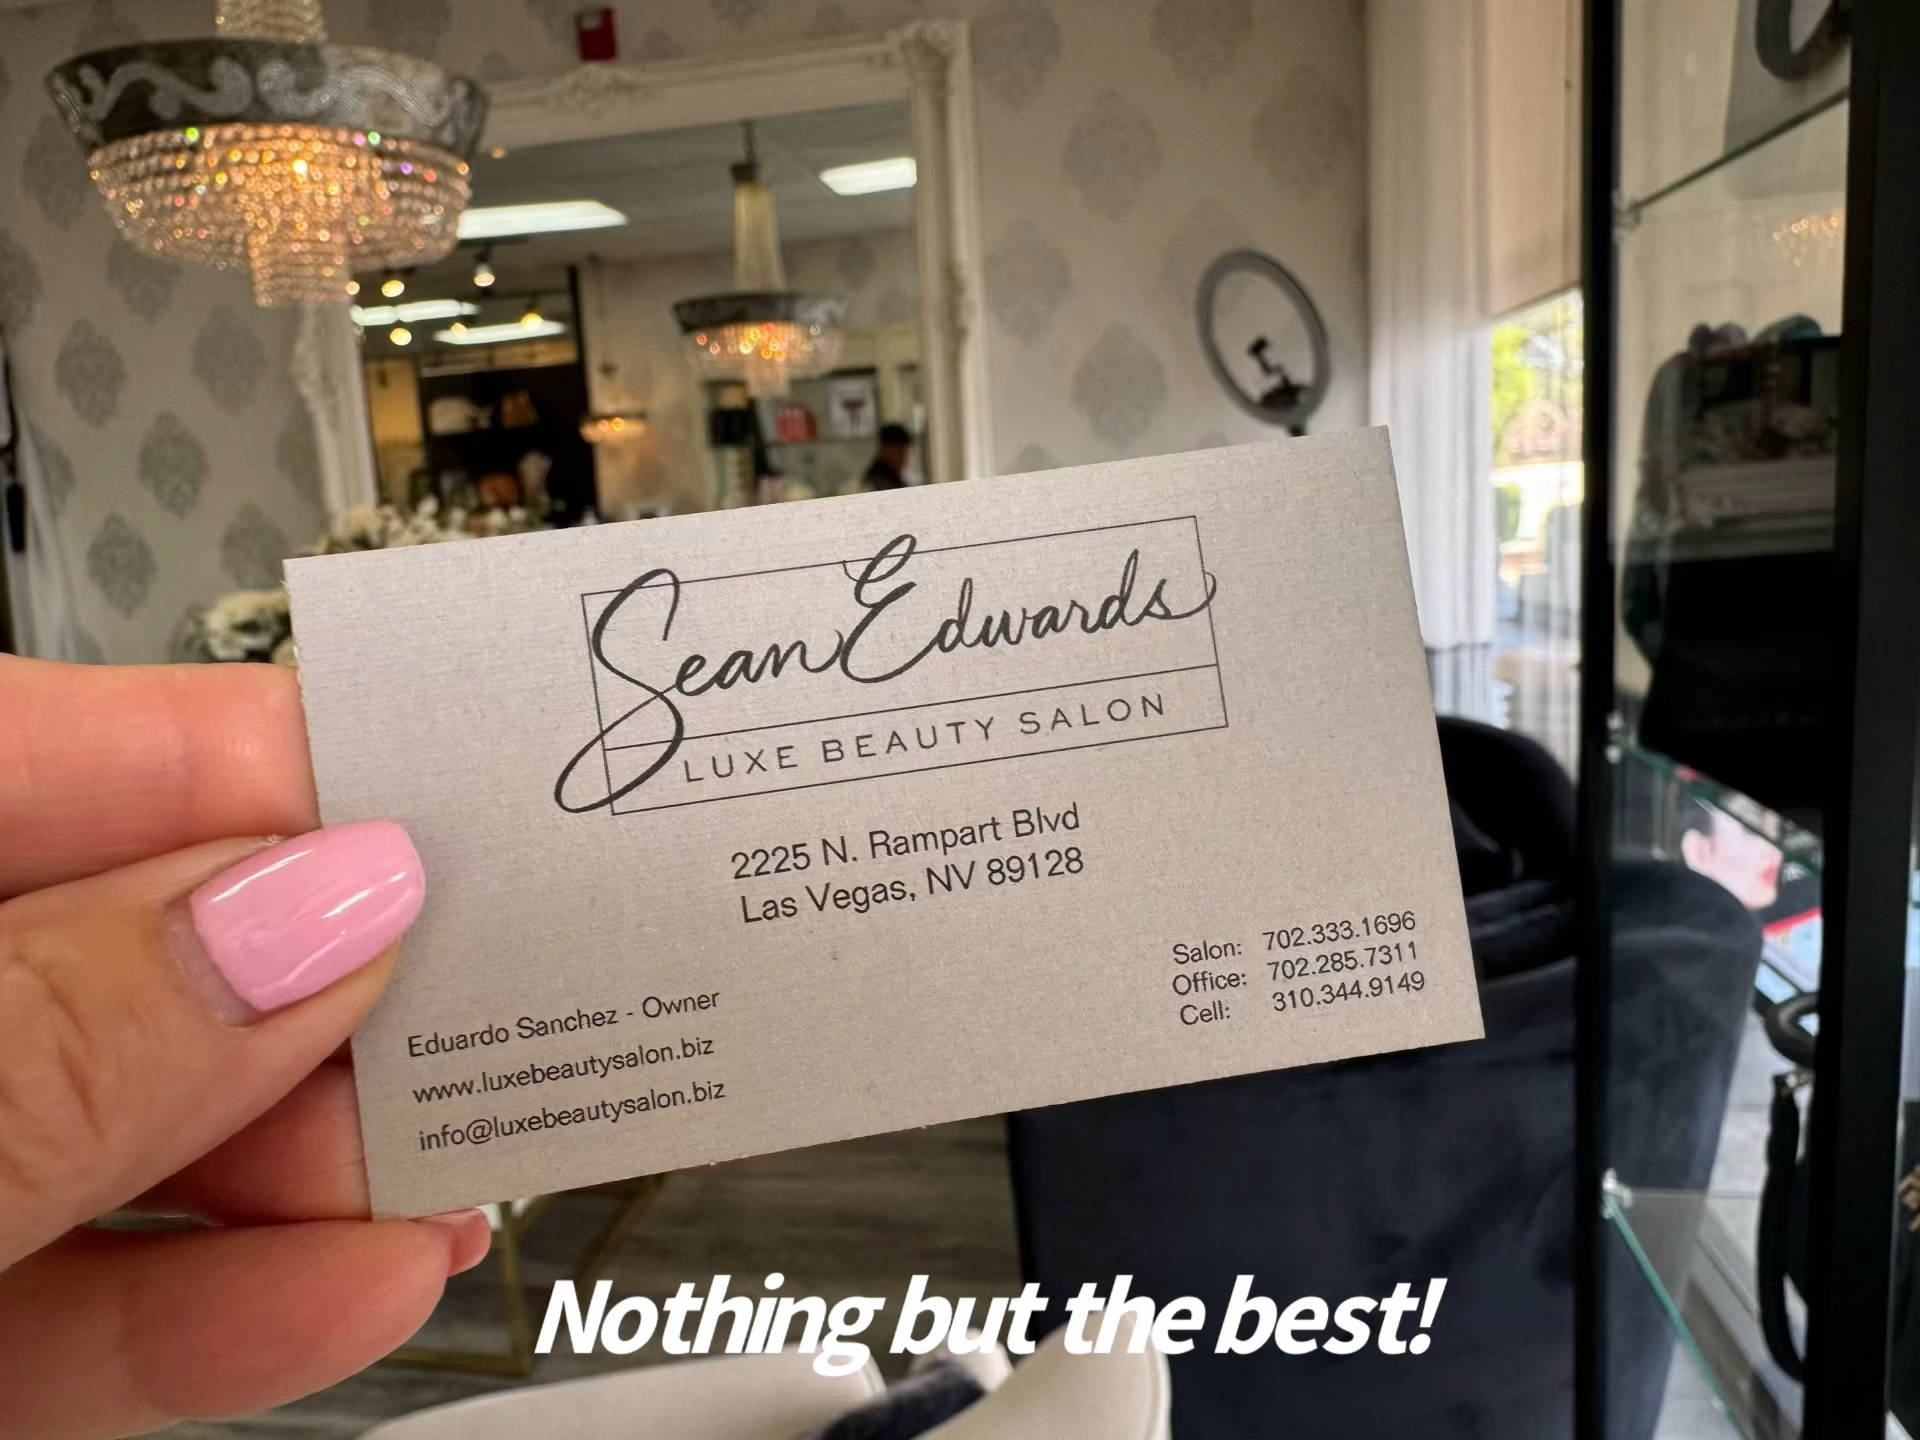 Sean Edwards
LUXE BEAUTY SALON
2225 N. Rampart Blvd
Las Vegas, NV 89128
Eduardo Sanchez - Owner
www.luxebeautysalon.biz
info@luxebeautysalon.biz
Salon: 702.333.1696
Office: 702.285.7311
Cell: 310.344.9149
Nothing but the best!